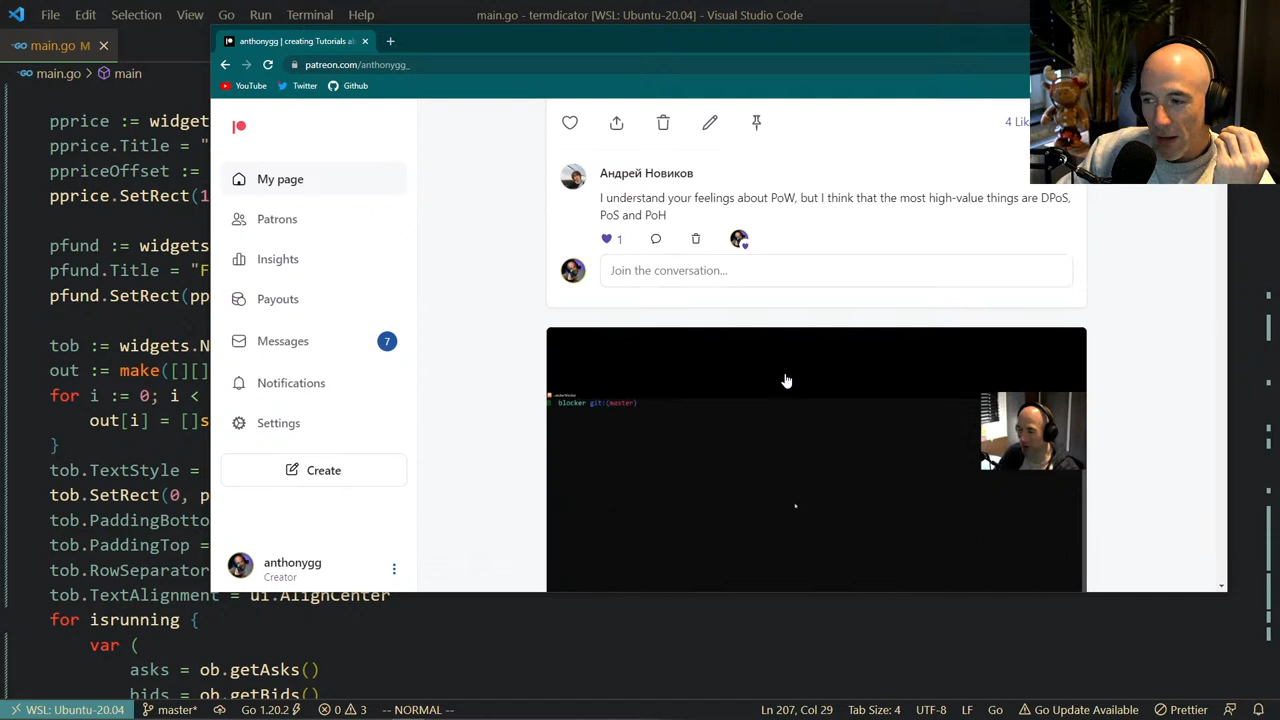 File Edit Selection View Go Run Terminal Help
main.go - termdicator [WSL: Ubuntu-20.04] - Visual Studio Code
main.go M
main.go > main
anthonygg | creating Tutorials
patreon.com/anthonygg_
YouTube Twitter Github
pprice := widgets
pprice.Title = "
ppriceOffset :=
pprice.SetRect(1
pfund := widgets
pfund.Title = "F
pfund.SetRect(pp
tob := widgets.N
out := make([][]
for i := 0; i <
out[i] = []s
}
tob.TextStyle =
tob.SetRect(0, p
tob.PaddingBotto
tob.PaddingTop =
tob.RowSeparator
tob.TextAlignment = ui.AlignCenter
for isrunning {
var (
asks = ob.getAsks()
bids = ob.getBids()
My page
Patrons
Insights
Payouts
Messages 7
Notifications
Settings
Create
anthonygg
Creator
4 Lik
Андрей Новиков
I understand your feelings about PoW, but I think that the most high-value things are DPoS,
PoS and PoH
1
Join the conversation...
blocker git:(master)
WSL: Ubuntu-20.04 master* Go 1.20.2 0 3 -- NORMAL -- Ln 207, Col 29 Tab Size: 4 UTF-8 LF Go Go Update Available Prettier